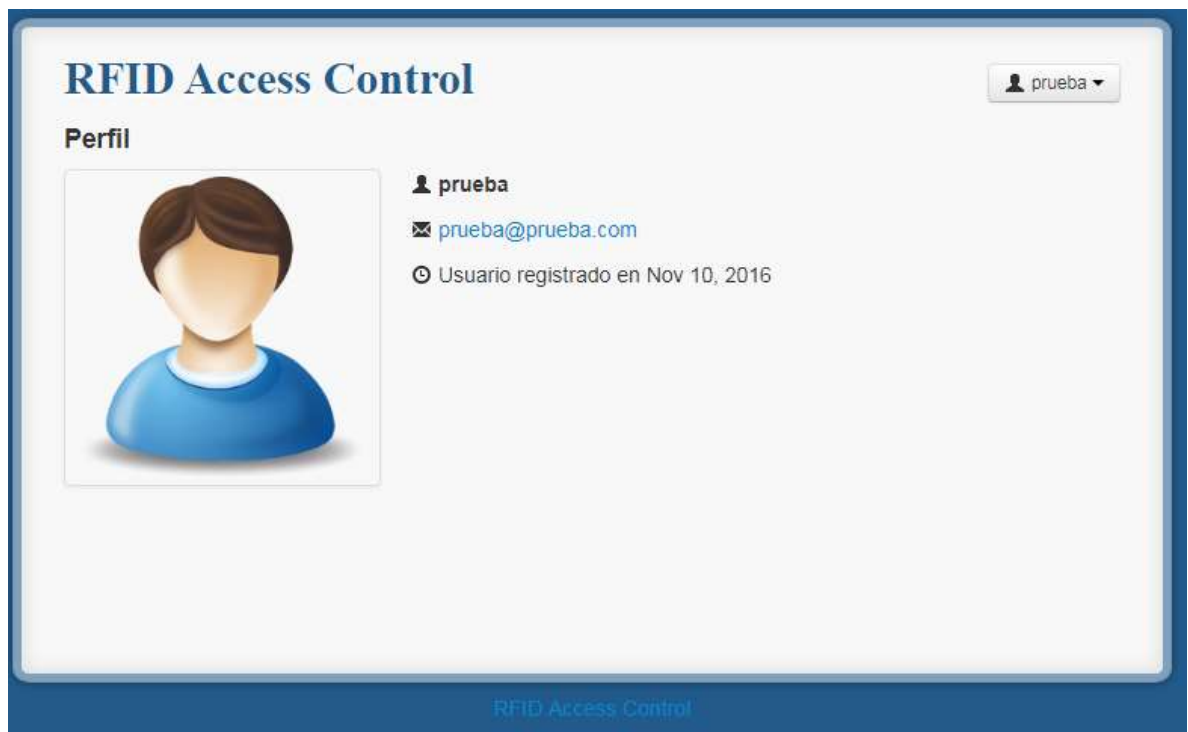 RFID Access Control
prueba
Perfil
prueba
prueba@prueba.com
Usuario registrado en Nov 10, 2016
RFID Access Control